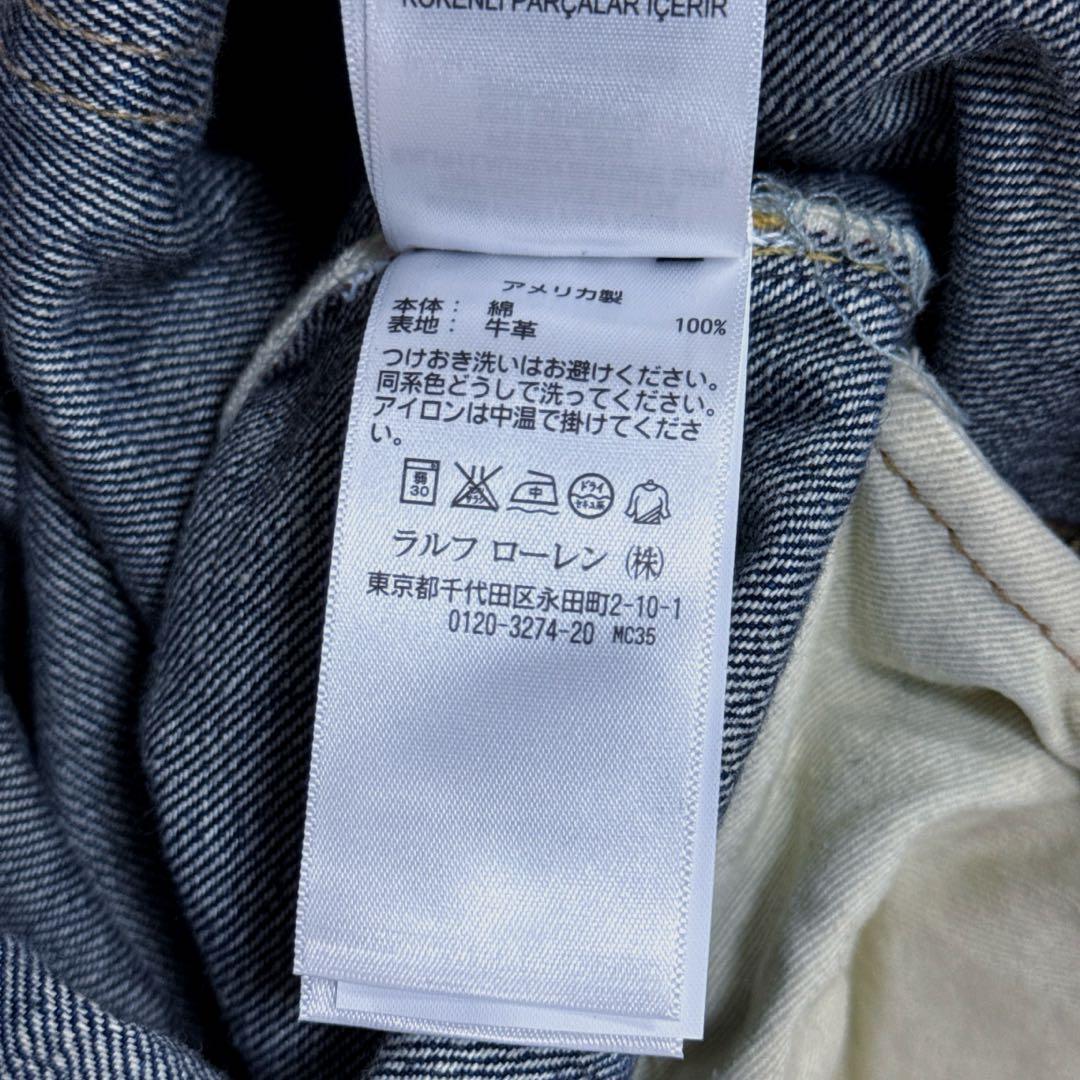 KÖKENLİ PARÇALAR İÇERİR
アメリカ製
本体： 綿 100%
表地： 牛革
つけおき洗いはお避けください。
同系色どうしで洗ってください。
アイロンは中温で掛けてくださ
い。
弱 30 中 ドライ セキユ系
ラルフ ローレン (株)
東京都千代田区永田町2-10-1
0120-3274-20 MC35